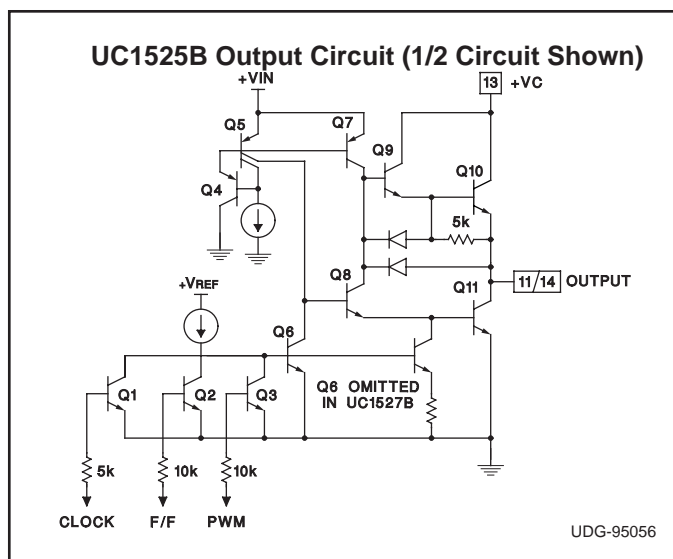 UC1525B Output Circuit (1/2 Circuit Shown)
+VIN
13 +VC
Q5
Q7
Q9
Q10
Q4
5k
+VREF
Q8
Q11
11/14 OUTPUT
Q6
Q1
Q2
Q3
Q6 OMITTED
IN UC1527B
5k
10k
10k
CLOCK
F/F
PWM
UDG-95056